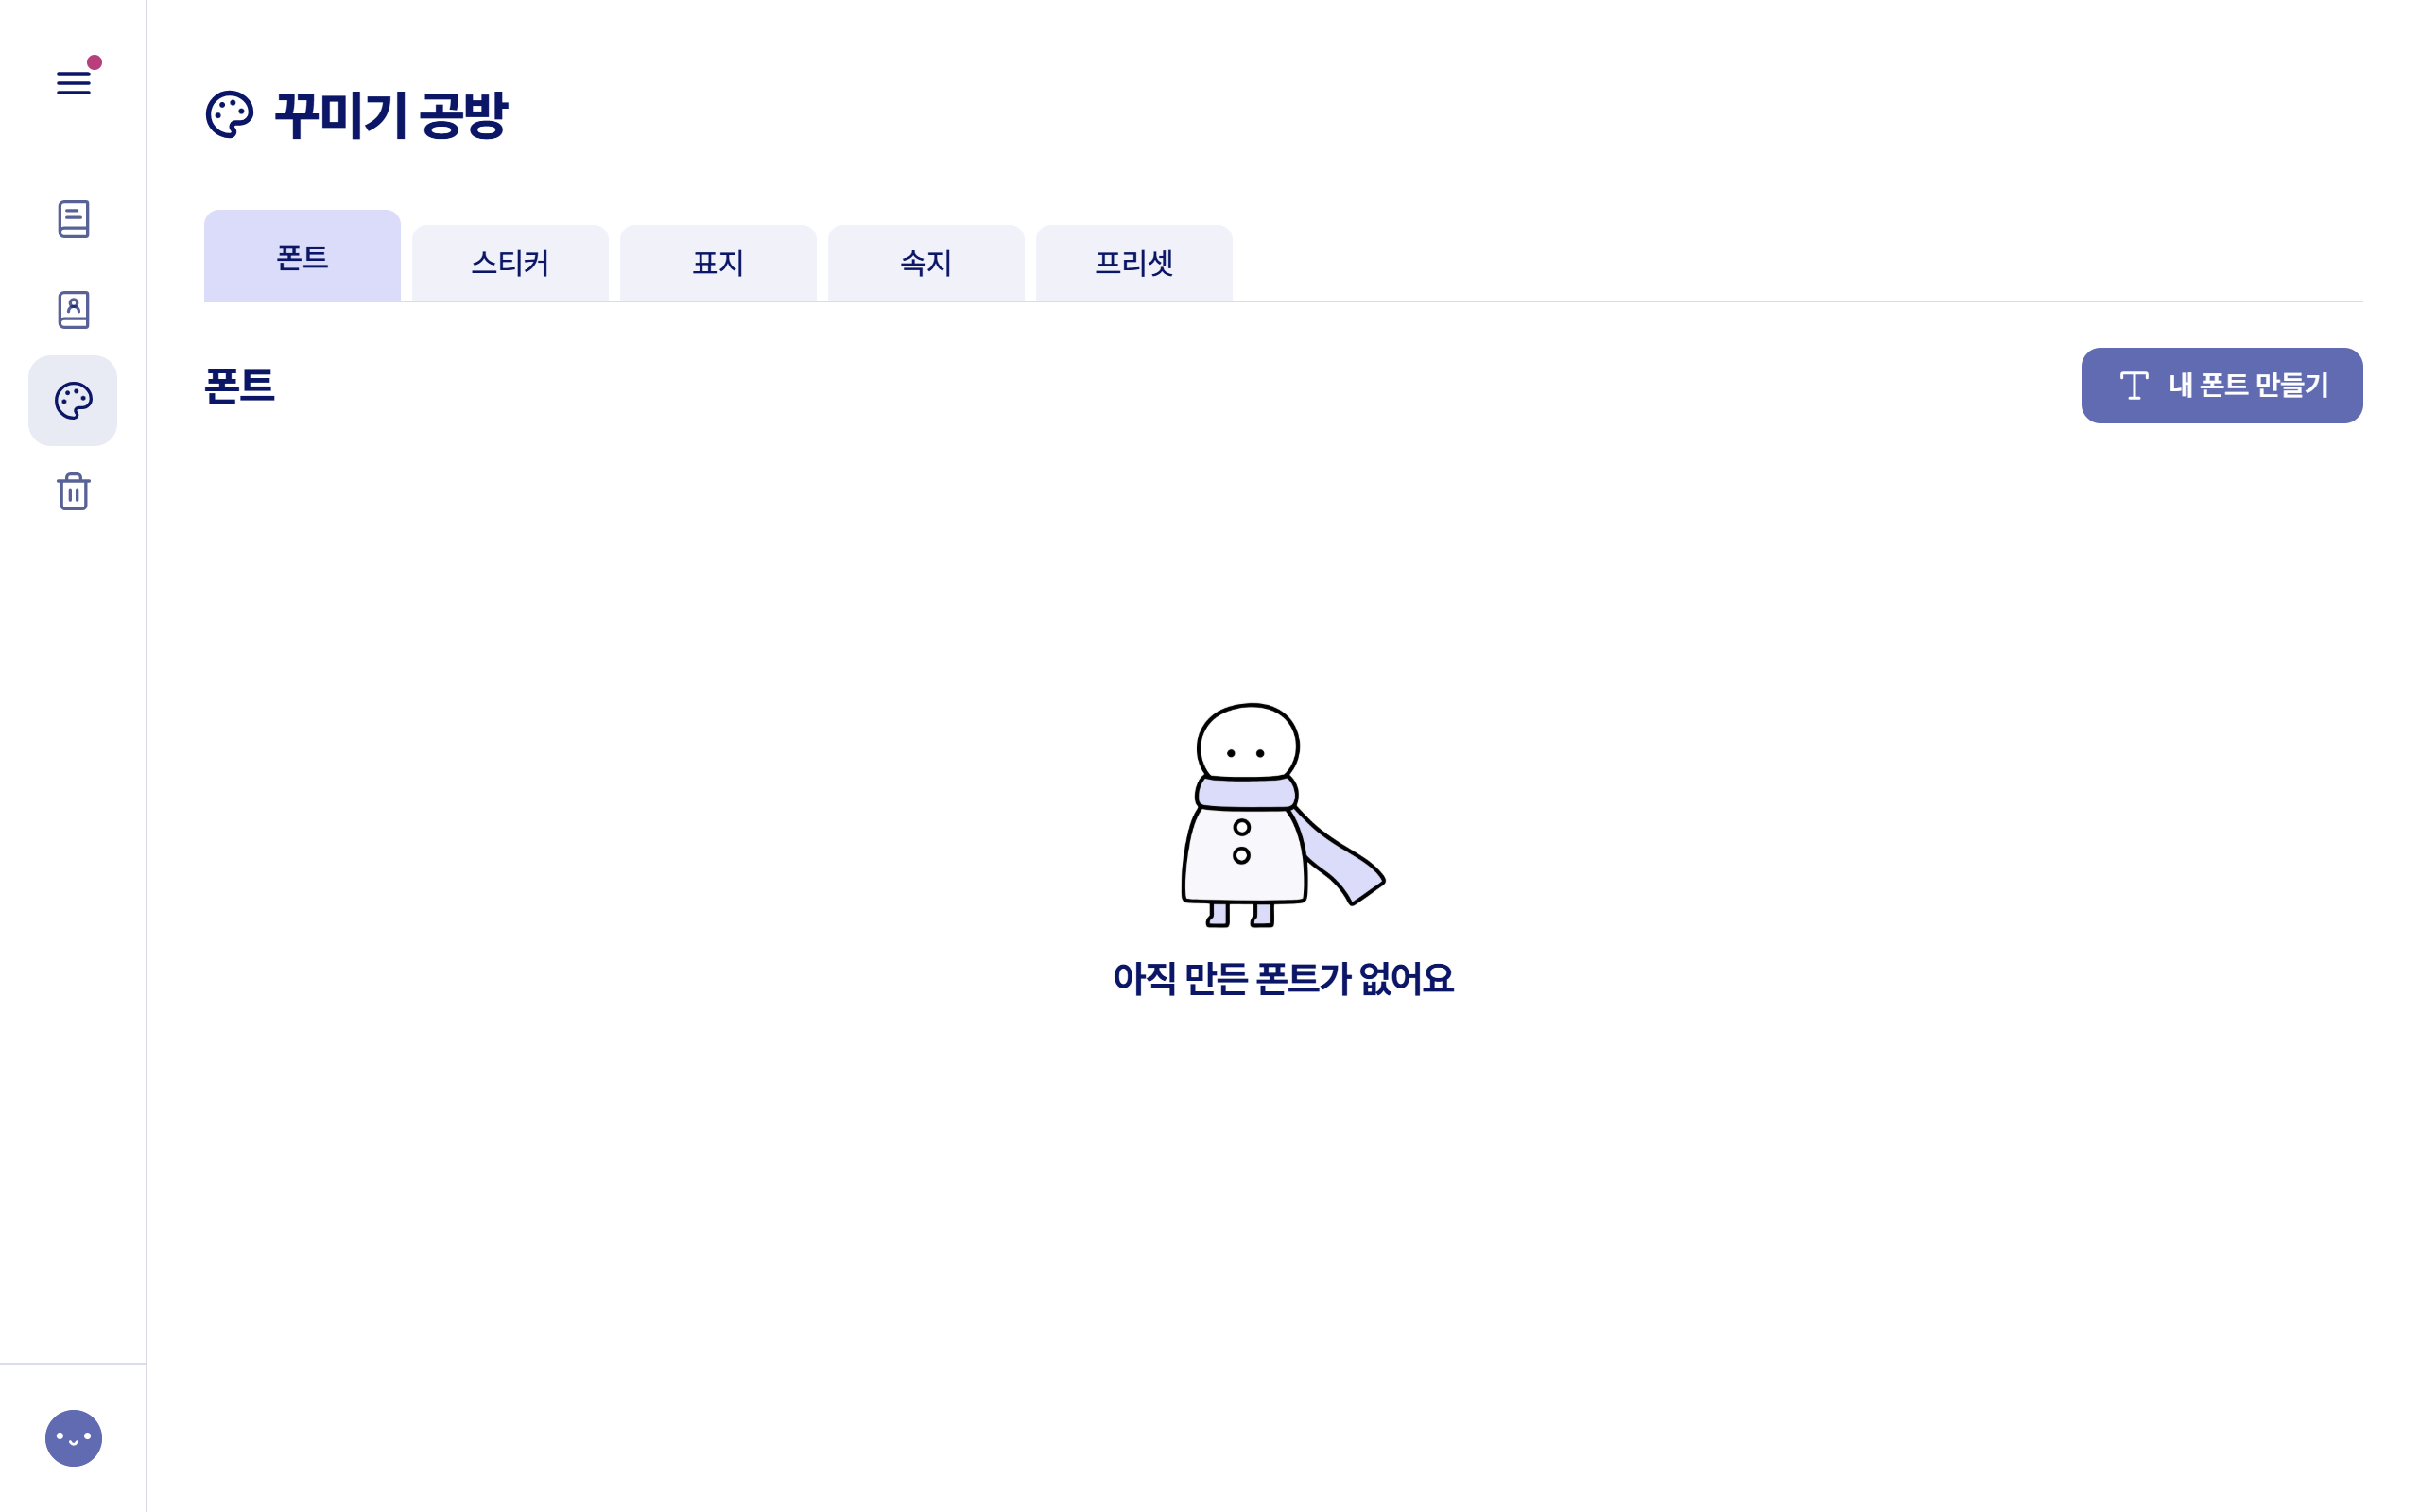 꾸미기 공방
폰트
스티커
표지
속지
프리셋
폰트
내 폰트 만들기
아직 만든 폰트가 없어요